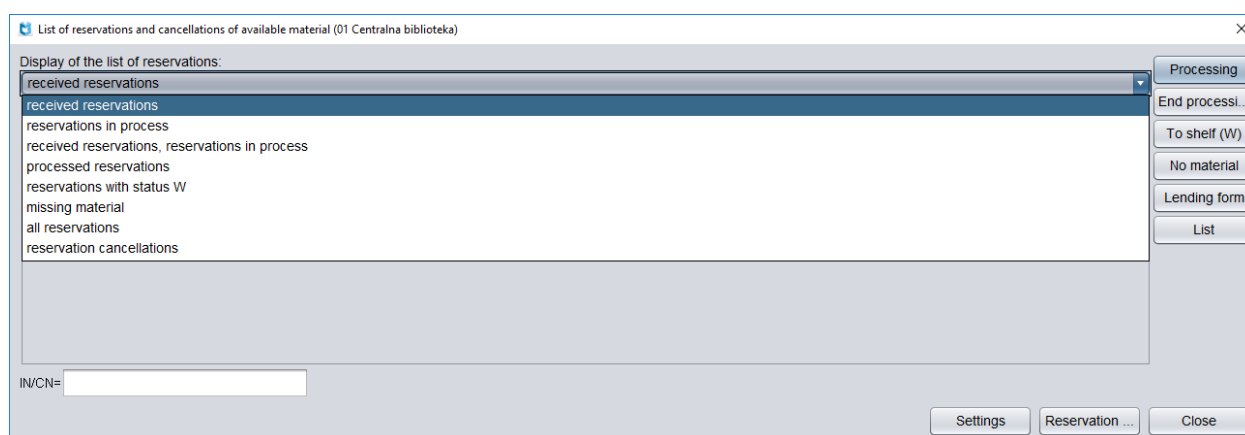 List of reservations and cancellations of available material (01 Centralna biblioteka)
Display of the list of reservations:
received reservations
received reservations
reservations in process
received reservations, reservations in process
processed reservations
reservations with status W
missing material
all reservations
reservation cancellations
Processing
End processi...
To shelf (W)
No material
Lending form
List
IN/CN=
Settings
Reservation ...
Close